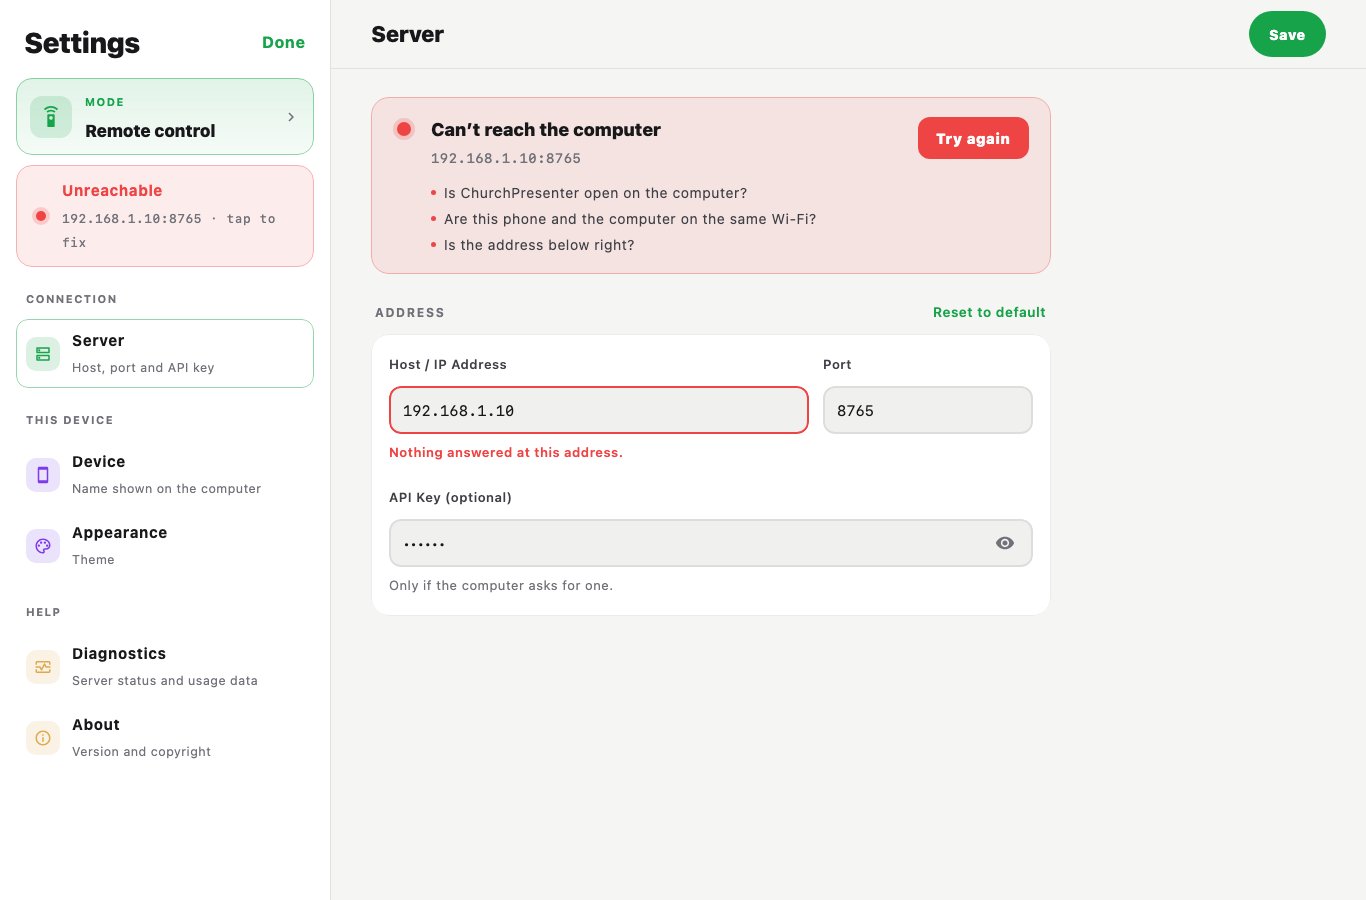 Settings
Done
MODE
Remote control
Unreachable
192.168.1.10:8765 · tap to
fix
CONNECTION
Server
Host, port and API key
THIS DEVICE
Device
Name shown on the computer
Appearance
Theme
HELP
Diagnostics
Server status and usage data
About
Version and copyright
Server
Save
Can’t reach the computer
192.168.1.10:8765
Try again
• Is ChurchPresenter open on the computer?
• Are this phone and the computer on the same Wi-Fi?
• Is the address below right?
ADDRESS
Reset to default
Host / IP Address
Port
192.168.1.10
8765
Nothing answered at this address.
API Key (optional)
••••••
Only if the computer asks for one.